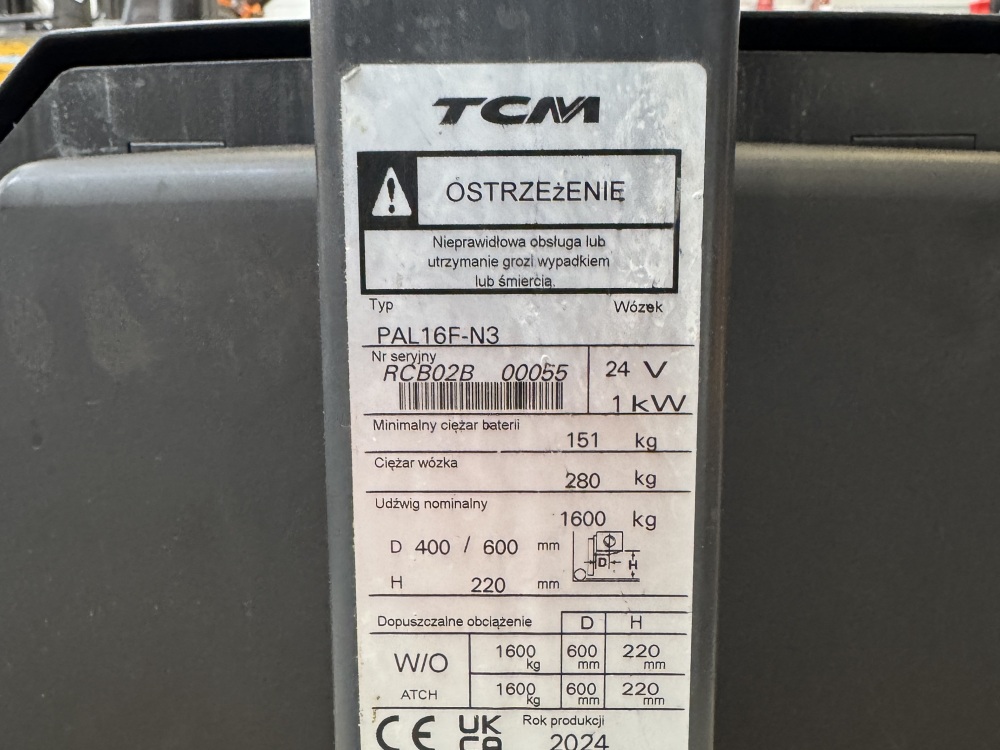 TCM
OSTRZEżENIĘ
Nieprawidłowa obsługa lub
utrzymanie grozi wypadkiem
lub śmiercią.
Typ Wózek
PAL16F-N3
Nr seryjny
RCB02B 00055 24 V
1 kW
Minimalny ciężar baterii
151 kg
Ciężar wózka
280 kg
Udźwig nominalny
1600 kg
D 400 / 600 mm
D H
H 220 mm
Dopuszczalne obciążenie D H
W/O 1600 kg 600 mm 220 mm
ATCH 1600 kg 600 mm 220 mm
CE UK Rok produkcji
CA 2024